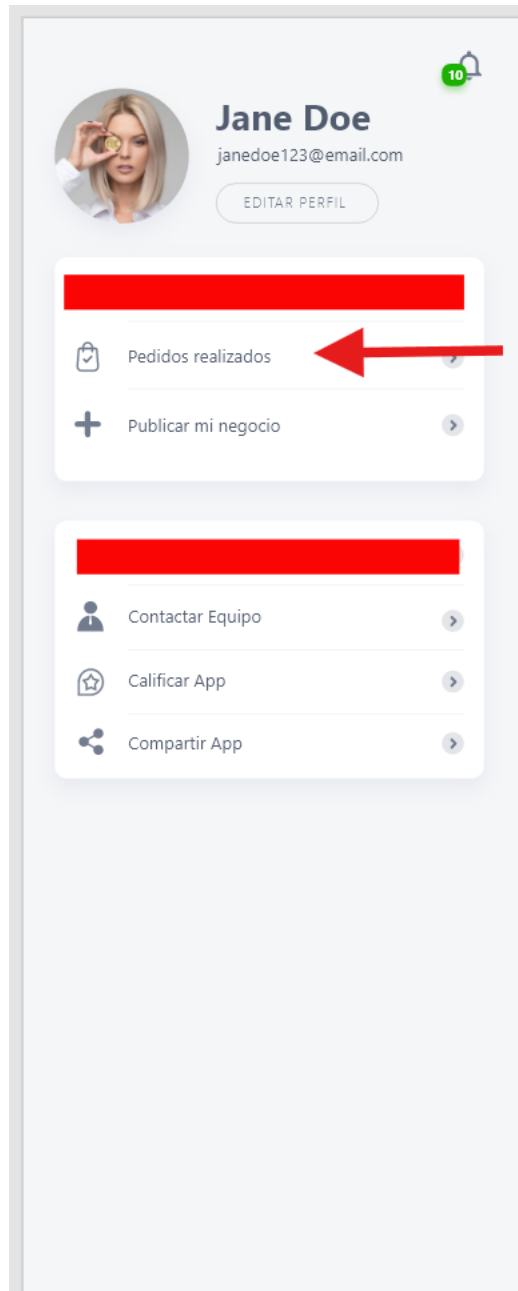 10
Jane Doe
janedoe123@email.com
EDITAR PERFIL
Pedidos realizados
Publicar mi negocio
Contactar Equipo
Calificar App
Compartir App